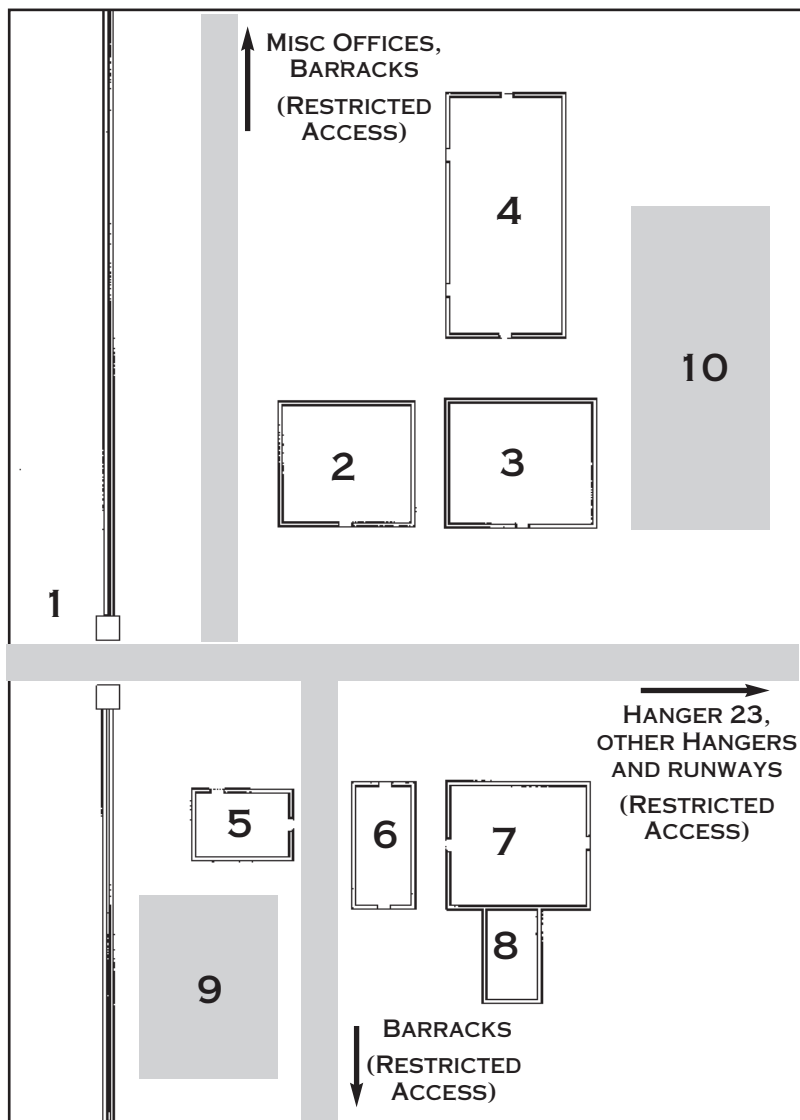 MISC OFFICES,
BARRACKS
(RESTRICTED
ACCESS)
4
10
2
3
1
HANGER 23,
OTHER HANGERS
AND RUNWAYS
(RESTRICTED
ACCESS)
5
6
7
8
9
BARRACKS
(RESTRICTED
ACCESS)